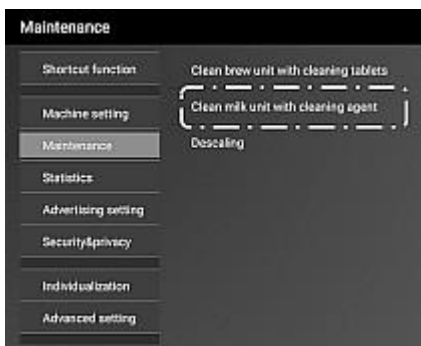 Maintenance
Shortcut function
Machine setting
Maintenance
Statistics
Advertising setting
Security&privacy
Individualization
Advanced setting
Clean brew unit with cleaning tablets
Clean milk unit with cleaning agent
Descaling